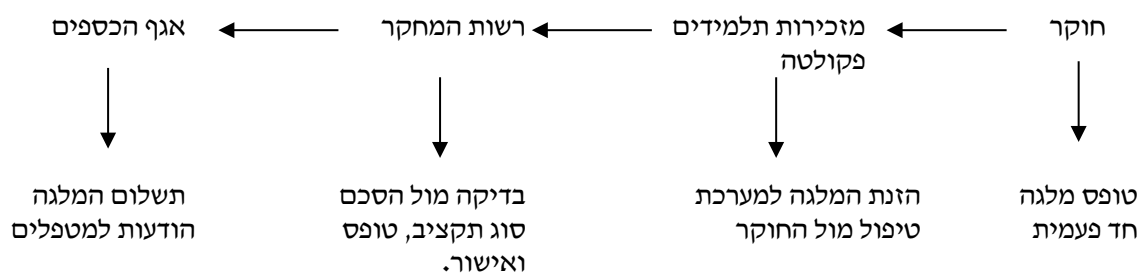 חוקר
מזכירות תלמידים
פקולטה
רשות המחקר
אגף הכספים
טופס מלגה
חד פעמית
הזנת המלגה למערכת
טיפול מול החוקר
בדיקה מול הסכם
סוג תקציב, טופס
ואישור.
תשלום המלגה
הודעות למטפלים